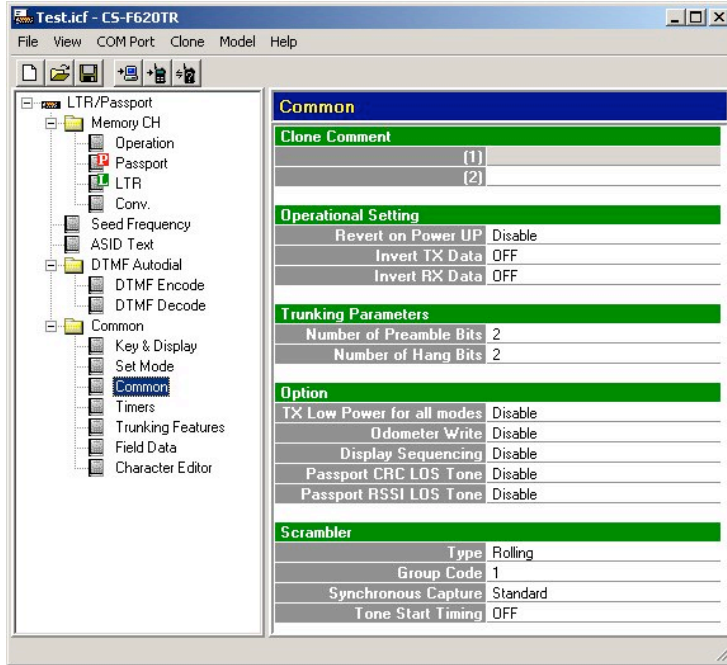 Test.icf - CS-F620TR
File View COM Port Clone Model Help
LTR/Passport
Memory CH
Operation
P Passport
L LTR
Conv.
Seed Frequency
ASID Text
DTMF Autodial
DTMF Encode
DTMF Decode
Common
Key & Display
Set Mode
Common
Timers
Trunking Features
Field Data
Character Editor
Common
Clone Comment
(1)
(2)
Operational Setting
Revert on Power UP Disable
Invert TX Data OFF
Invert RX Data OFF
Trunking Parameters
Number of Preamble Bits 2
Number of Hang Bits 2
Option
TX Low Power for all modes Disable
Odometer Write Disable
Display Sequencing Disable
Passport CRC LOS Tone Disable
Passport RSSI LOS Tone Disable
Scrambler
Type Rolling
Group Code 1
Synchronous Capture Standard
Tone Start Timing OFF